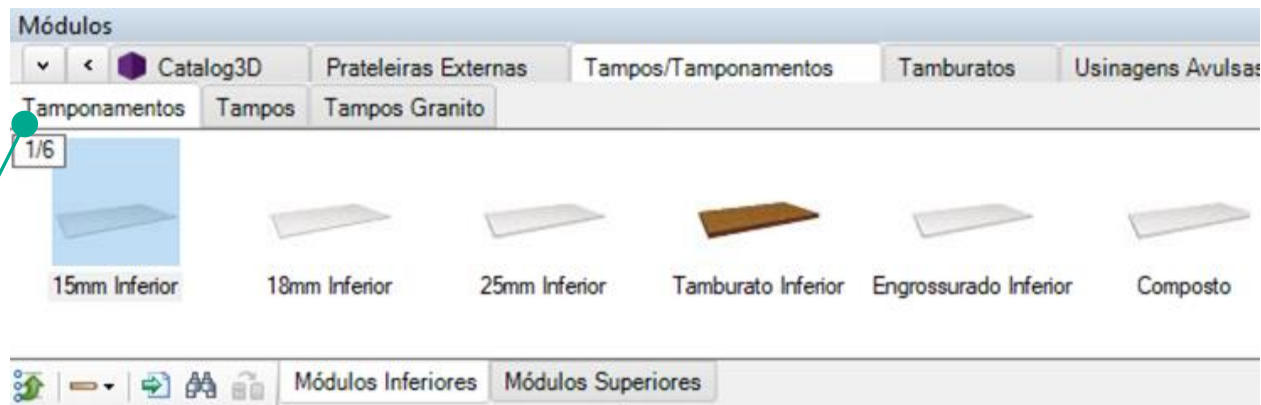 Módulos
Catalog3D Prateleiras Externas Tampos/Tamponamentos Tamburatos Usinagens Avulsas
Tamponamentos Tampos Tampos Granito
1/6
15mm Inferior 18mm Inferior 25mm Inferior Tamburato Inferior Engrossurado Inferior Composto
Módulos Inferiores Módulos Superiores